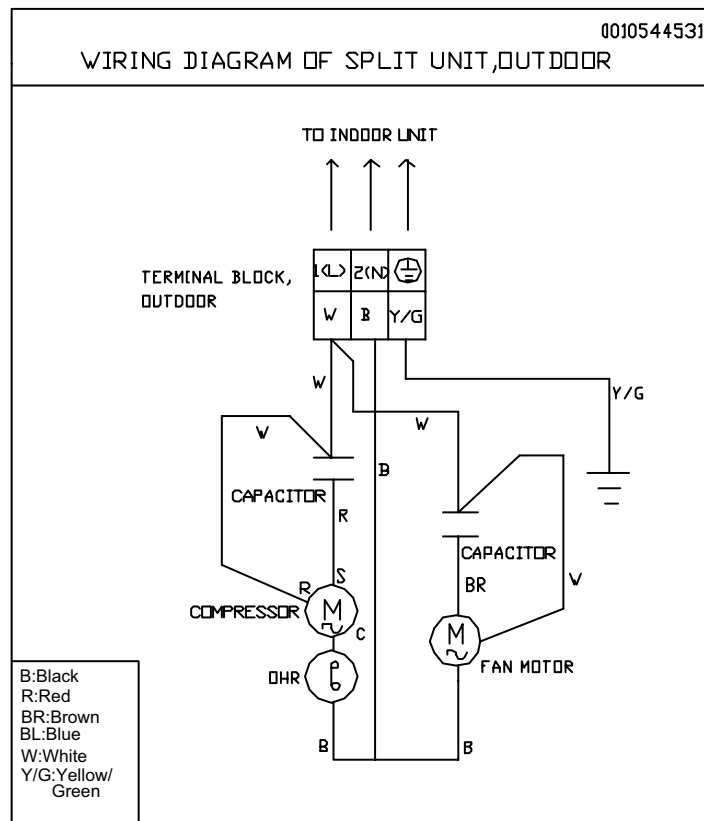 0010544531
WIRING DIAGRAM OF SPLIT UNIT,OUTDOOR
TO INDOOR UNIT
TERMINAL BLOCK,
OUTDOOR
1(L) 2(N)
W B Y/G
W
Y/G
W
W
B
CAPACITOR
R
CAPACITOR
S
BR
W
R
COMPRESSOR
M
C
M
FAN MOTOR
OHR
B
B
B:Black
R:Red
BR:Brown
BL:Blue
W:White
Y/G:Yellow/
Green